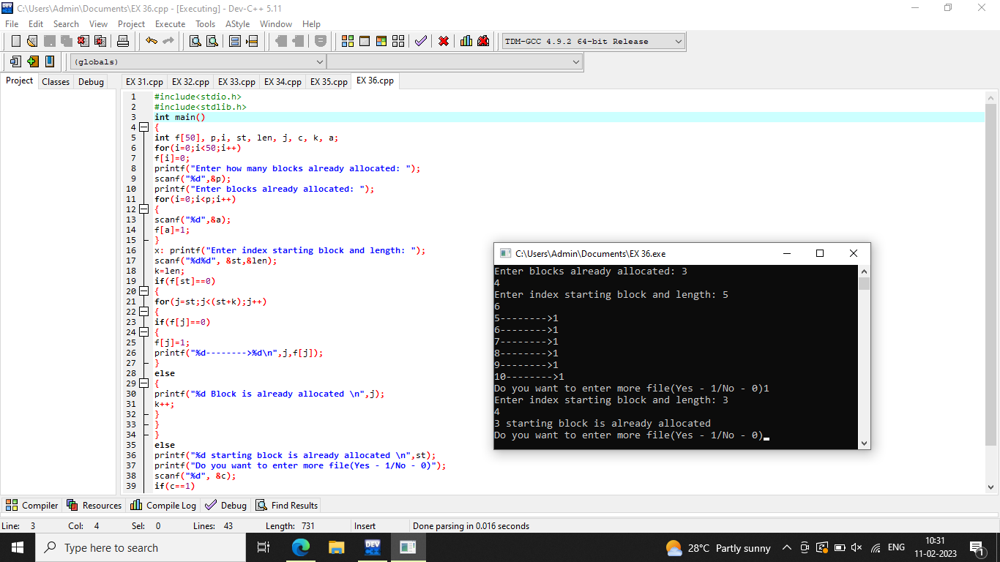 C:\Users\Admin\Documents\EX 36.cpp - [Executing] - Dev-C++ 5.11
File Edit Search View Project Execute Tools AStyle Window Help
TDM-GCC 4.9.2 64-bit Release
(globals)
Project Classes Debug
EX 31.cpp EX 32.cpp EX 33.cpp EX 34.cpp EX 35.cpp EX 36.cpp
1 #include<stdio.h>
2 #include<stdlib.h>
3 int main()
4 {
5 int f[50], p,i, st, len, j, c, k, a;
6 for(i=0;i<50;i++)
7 f[i]=0;
8 printf("Enter how many blocks already allocated: ");
9 scanf("%d",&p);
10 printf("Enter blocks already allocated: ");
11 for(i=0;i<p;i++)
12 {
13 scanf("%d",&a);
14 f[a]=1;
15 }
16 x: printf("Enter index starting block and length: ");
17 scanf("%d%d", &st,&len);
18 k=len;
19 if(f[st]==0)
20 {
21 for(j=st;j<(st+k);j++)
22 {
23 if(f[j]==0)
24 {
25 f[j]=1;
26 printf("%d-------->%d\n",j,f[j]);
27 }
28 else
29 {
30 printf("%d Block is already allocated \n",j);
31 k++;
32 }
33 }
34 }
35 else
36 printf("%d starting block is already allocated \n",st);
37 printf("Do you want to enter more file(Yes - 1/No - 0)");
38 scanf("%d", &c);
39 if(c==1)
C:\Users\Admin\Documents\EX 36.exe
Enter blocks already allocated: 3
4
Enter index starting block and length: 5
6
5-------->1
6-------->1
7-------->1
8-------->1
9-------->1
10-------->1
Do you want to enter more file(Yes - 1/No - 0)1
Enter index starting block and length: 3
4
3 starting block is already allocated
Do you want to enter more file(Yes - 1/No - 0)
Compiler Resources Compile Log Debug Find Results
Line: 3 Col: 4 Sel: 0 Lines: 43 Length: 731 Insert Done parsing in 0.016 seconds
Type here to search
DEV
28°C Partly sunny
ENG
10:31
11-02-2023
1